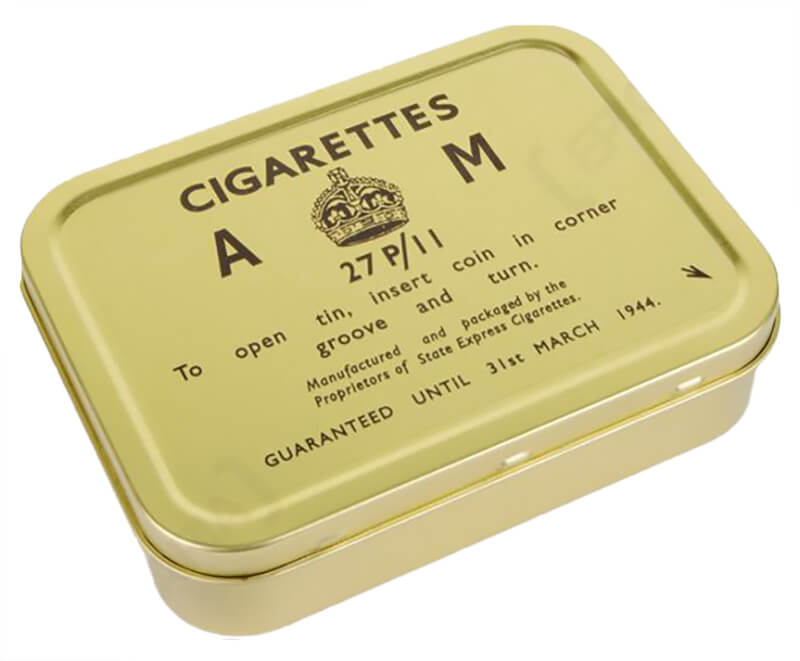 CIGARETTES
A M
27 P/11
To open tin, insert coin in corner
groove and turn.
Manufactured and packaged by the
Proprietors of State Express Cigarettes.
GUARANTEED UNTIL 31st MARCH 1944.